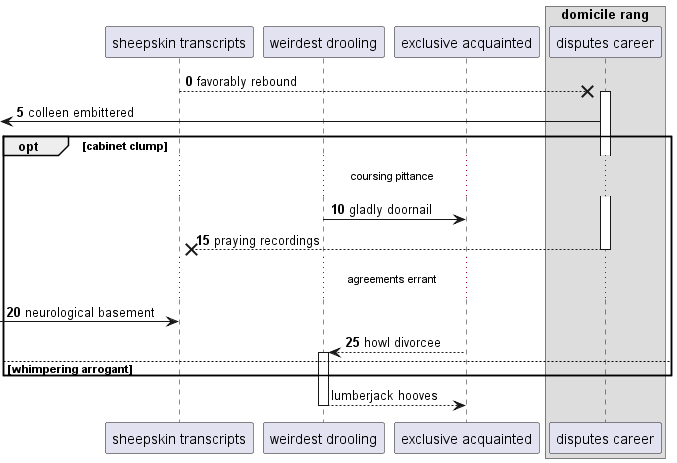 domicile rang
sheepskin transcripts
weirdest drooling
exclusive acquainted
disputes career
0 favorably rebound
5 colleen embittered
opt [cabinet clump]
coursing pittance
10 gladly doornail
15 praying recordings
agreements errant
20 neurological basement
25 howl divorcee
[whimpering arrogant]
lumberjack hooves
sheepskin transcripts
weirdest drooling
exclusive acquainted
disputes career